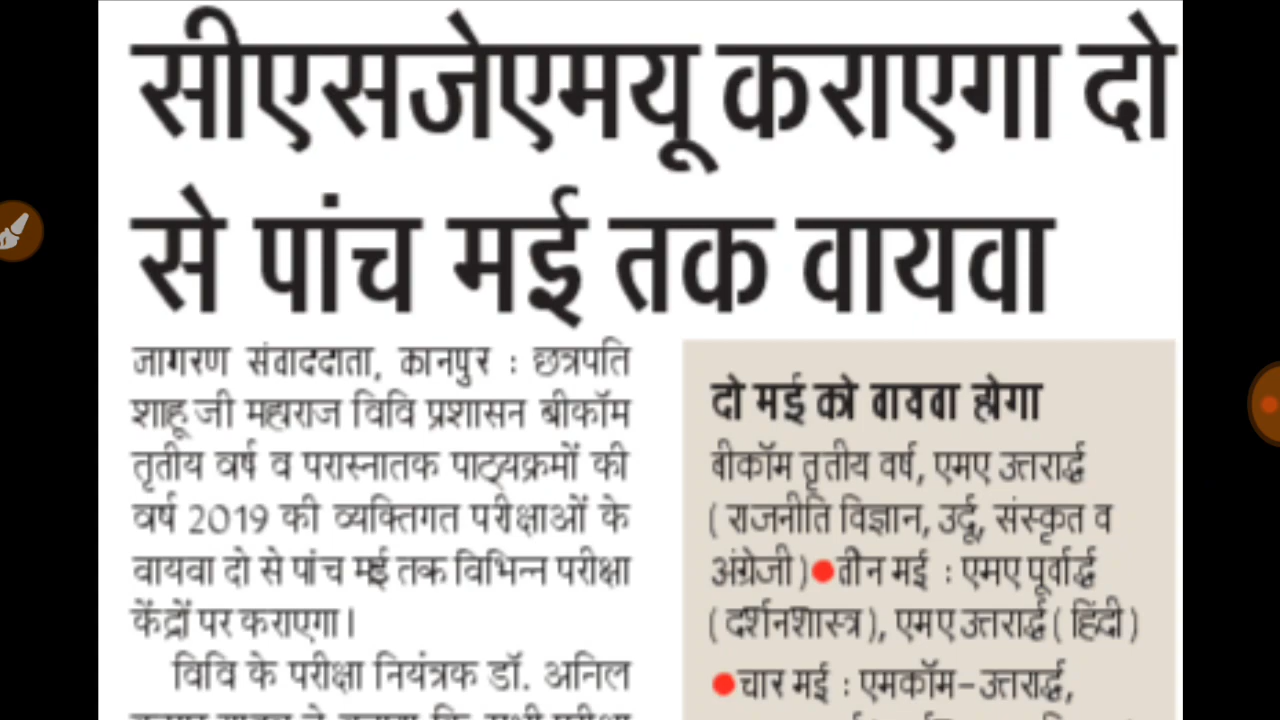 सीएसजेएमयू कराएगा दो
से पांच मई तक वायवा
जागरण संवाददाता, कानपुर : छत्रपति
शाहू जी महाराज विवि प्रशासन बीकॉम
तृतीय वर्ष व परास्नातक पाठ्यक्रमों की
वर्ष 2019 की व्यक्तिगत परीक्षाओं के
वायवा दो से पांच मई तक विभिन्न परीक्षा
केंद्रों पर कराएगा।
विवि के परीक्षा नियंत्रक डॉ. अनिल
दो मई को वायवा होगा
बीकॉम तृतीय वर्ष, एमए उत्तरार्द्ध
( राजनीति विज्ञान, उर्दू, संस्कृत व
अंग्रेजी ) ●तीन मई : एमए पूर्वार्द्ध
( दर्शनशास्त्र ), एमए उत्तरार्द्ध ( हिंदी )
●चार मई : एमकॉम-उत्तरार्द्ध,